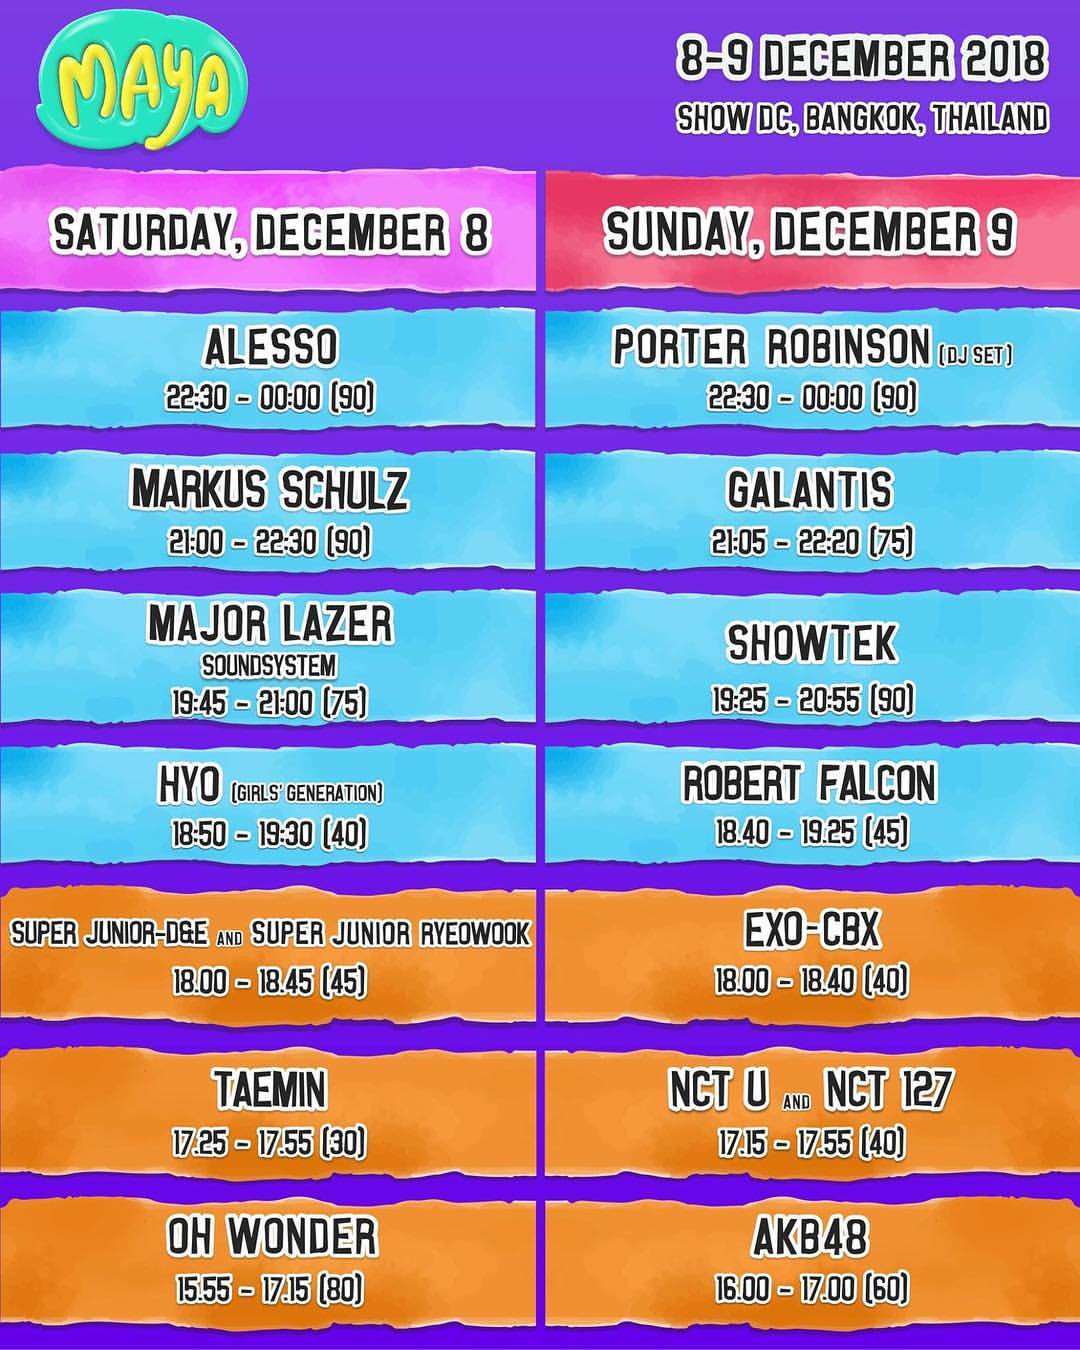 MAYA
8-9 DECEMBER 2018
SHOW DC, BANGKOK, THAILAND
SATURDAY, DECEMBER 8
ALESSO
22:30 - 00:00 (90)
MARKUS SCHULZ
21:00 - 22:30 (90)
MAJOR LAZER
SOUNDSYSTEM
19:45 - 21:00 (75)
HYO (GIRLS' GENERATION)
18:50 - 19:30 (40)
SUPER JUNIOR-D&E AND SUPER JUNIOR RYEOWOOK
18.00 - 18.45 (45)
TAEMIN
17.25 - 17.55 (30)
OH WONDER
15.55 - 17.15 (80)
SUNDAY, DECEMBER 9
PORTER ROBINSON (DJ SET)
22:30 - 00:00 (90)
GALANTIS
21:05 - 22:20 (75)
SHOWTEK
19:25 - 20:55 (90)
ROBERT FALCON
18.40 - 19.25 (45)
EXO-CBX
18.00 - 18.40 (40)
NCT U AND NCT 127
17.15 - 17.55 (40)
AKB48
16.00 - 17.00 (60)